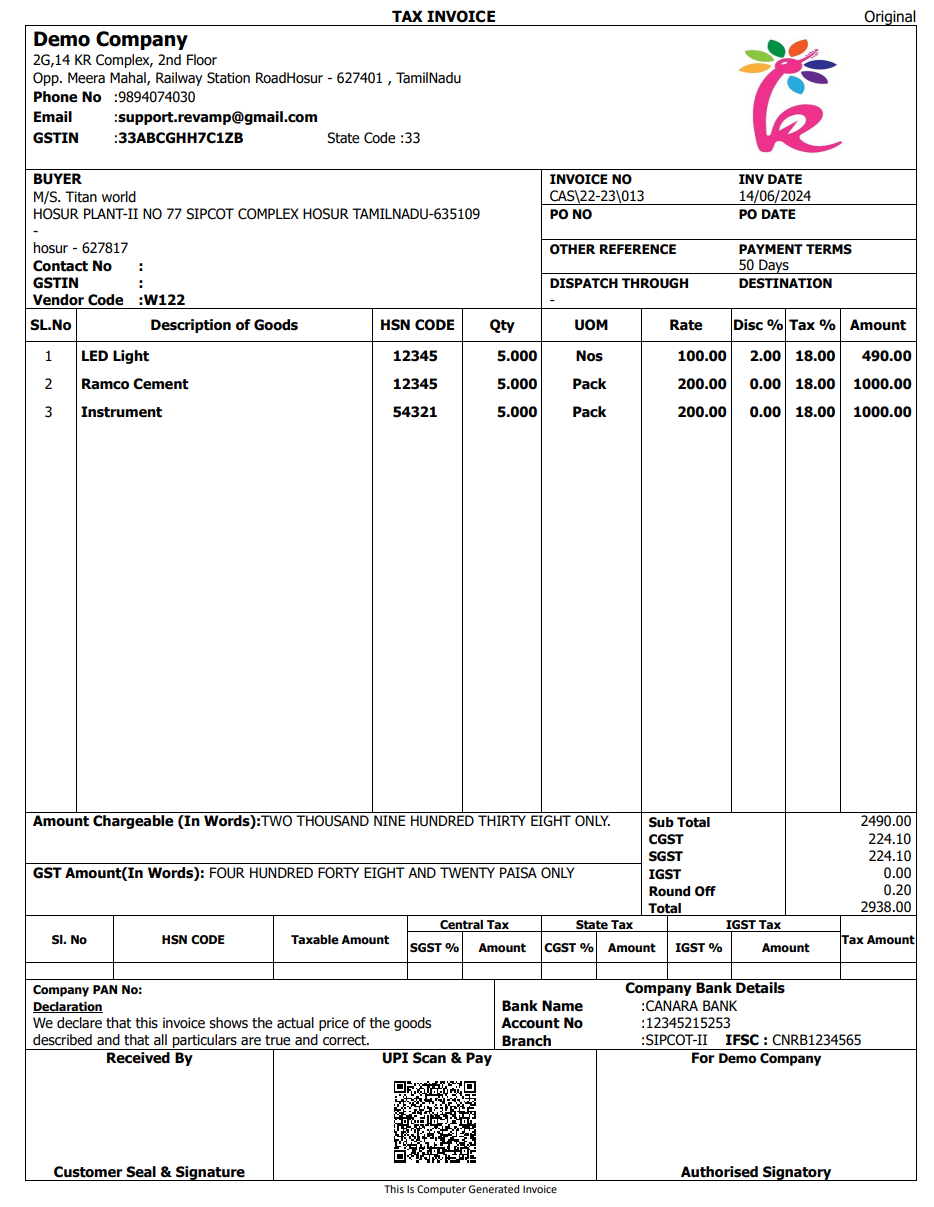 TAX INVOICE Original
Demo Company
2G,14 KR Complex, 2nd Floor
Opp. Meera Mahal, Railway Station RoadHosur - 627401 , TamilNadu
Phone No :9894074030
Email :support.revamp@gmail.com
GSTIN :33ABCGHH7C1ZB State Code :33
BUYER
M/S. Titan world
HOSUR PLANT-II NO 77 SIPCOT COMPLEX HOSUR TAMILNADU-635109
-
hosur - 627817
Contact No :
GSTIN :
Vendor Code :W122
INVOICE NO INV DATE
CAS\22-23\013 14/06/2024
PO NO PO DATE
OTHER REFERENCE PAYMENT TERMS
50 Days
DISPATCH THROUGH DESTINATION
-
SL.No Description of Goods HSN CODE Qty UOM Rate Disc % Tax % Amount
1 LED Light 12345 5.000 Nos 100.00 2.00 18.00 490.00
2 Ramco Cement 12345 5.000 Pack 200.00 0.00 18.00 1000.00
3 Instrument 54321 5.000 Pack 200.00 0.00 18.00 1000.00
Amount Chargeable (In Words):TWO THOUSAND NINE HUNDRED THIRTY EIGHT ONLY.
GST Amount(In Words): FOUR HUNDRED FORTY EIGHT AND TWENTY PAISA ONLY
Sub Total 2490.00
CGST 224.10
SGST 224.10
IGST 0.00
Round Off 0.20
Total 2938.00
Sl. No HSN CODE Taxable Amount Central Tax State Tax IGST Tax Tax Amount
SGST % Amount CGST % Amount IGST % Amount
Company PAN No:
Declaration
We declare that this invoice shows the actual price of the goods
described and that all particulars are true and correct.
Company Bank Details
Bank Name :CANARA BANK
Account No :12345215253
Branch :SIPCOT-II IFSC : CNRB1234565
Received By UPI Scan & Pay For Demo Company
Customer Seal & Signature Authorised Signatory
This Is Computer Generated Invoice